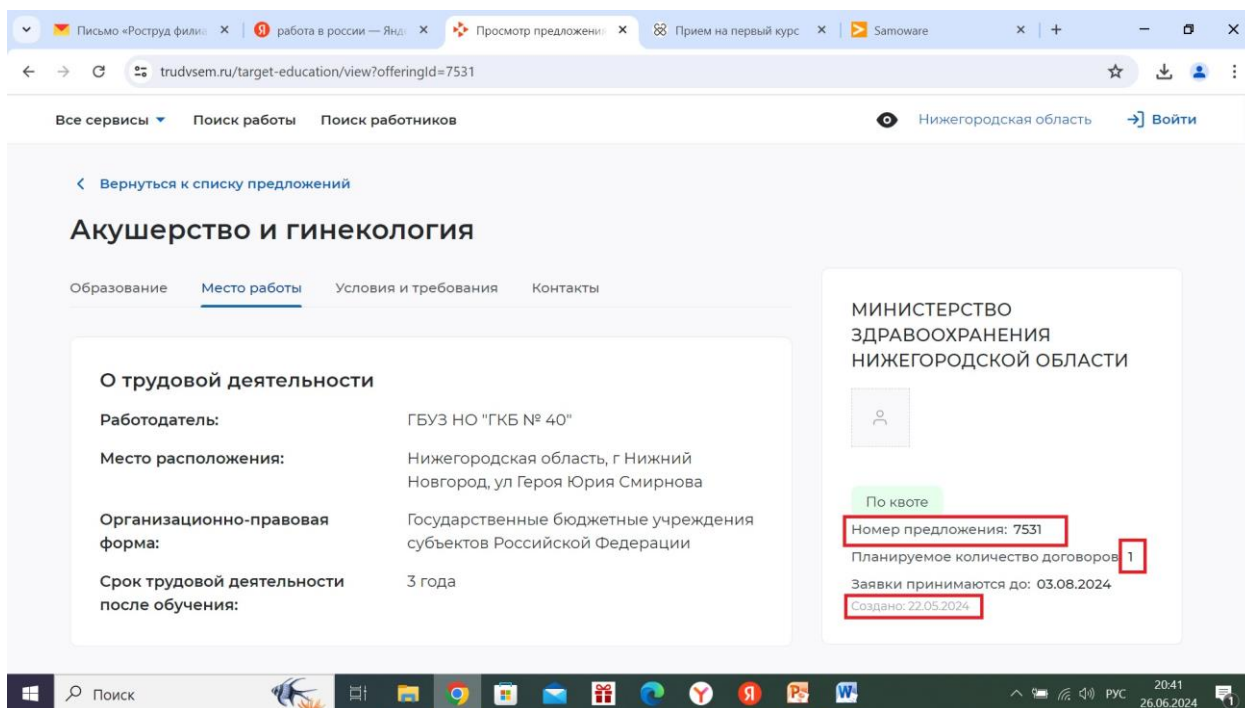 Письмо «Роструд фили
работа в россии — Янд
Просмотр предложени
Прием на первый курс
Samoware
trudvsem.ru/target-education/view?offeringId=7531
Все сервисы Поиск работы Поиск работников Нижегородская область Войти
Вернуться к списку предложений
Акушерство и гинекология
Образование Место работы Условия и требования Контакты
О трудовой деятельности
Работодатель: ГБУЗ НО "ГКБ № 40"
Место расположения: Нижегородская область, г Нижний
Новгород, ул Героя Юрия Смирнова
Организационно-правовая Государственные бюджетные учреждения
форма: субъектов Российской Федерации
Срок трудовой деятельности 3 года
после обучения:
МИНИСТЕРСТВО
ЗДРАВООХРАНЕНИЯ
НИЖЕГОРОДСКОЙ ОБЛАСТИ
По квоте
Номер предложения: 7531
Планируемое количество договоров 1
Заявки принимаются до: 03.08.2024
Создано: 22.05.2024
Поиск
РУС
20:41
26.06.2024